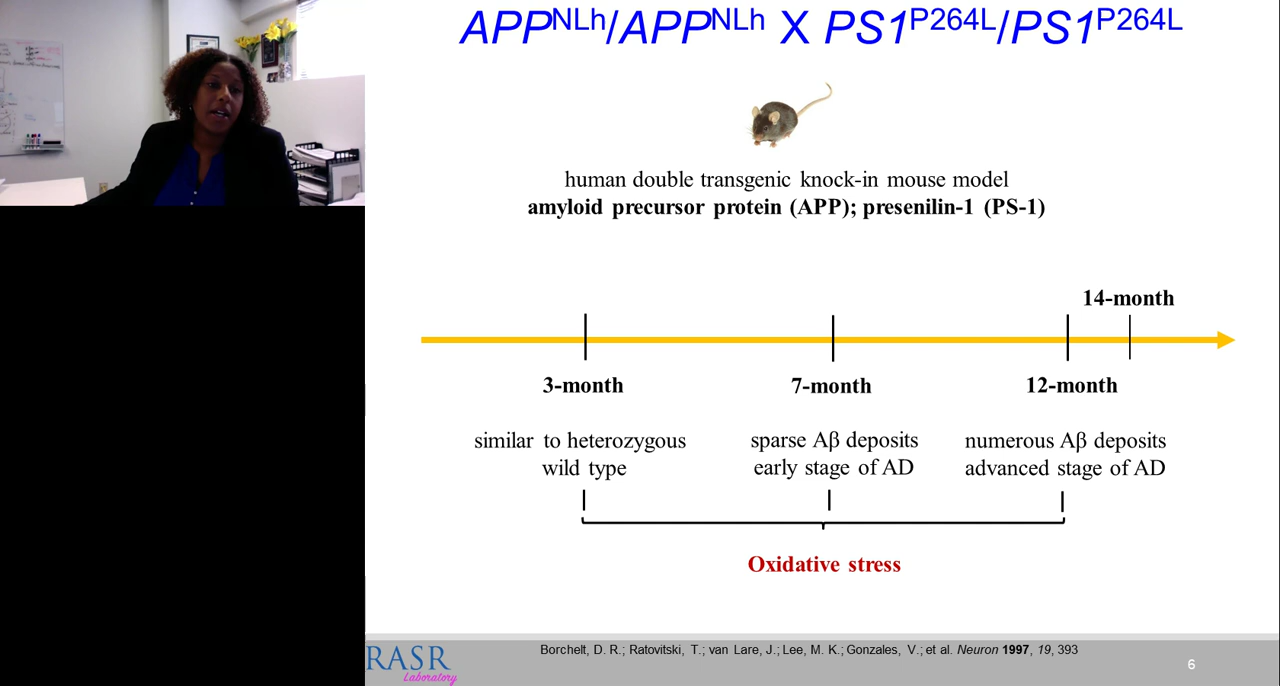 APPNLh/APPNLh X PS1P264L/PS1P264L
human double transgenic knock-in mouse model
amyloid precursor protein (APP); presenilin-1 (PS-1)
14-month
3-month
7-month
12-month
similar to heterozygous
wild type
sparse Aβ deposits
early stage of AD
numerous Aβ deposits
advanced stage of AD
Oxidative stress
RASR
Laboratory
Borchelt, D. R.; Ratovitski, T.; van Lare, J.; Lee, M. K.; Gonzales, V.; et al. Neuron 1997, 19, 393
6